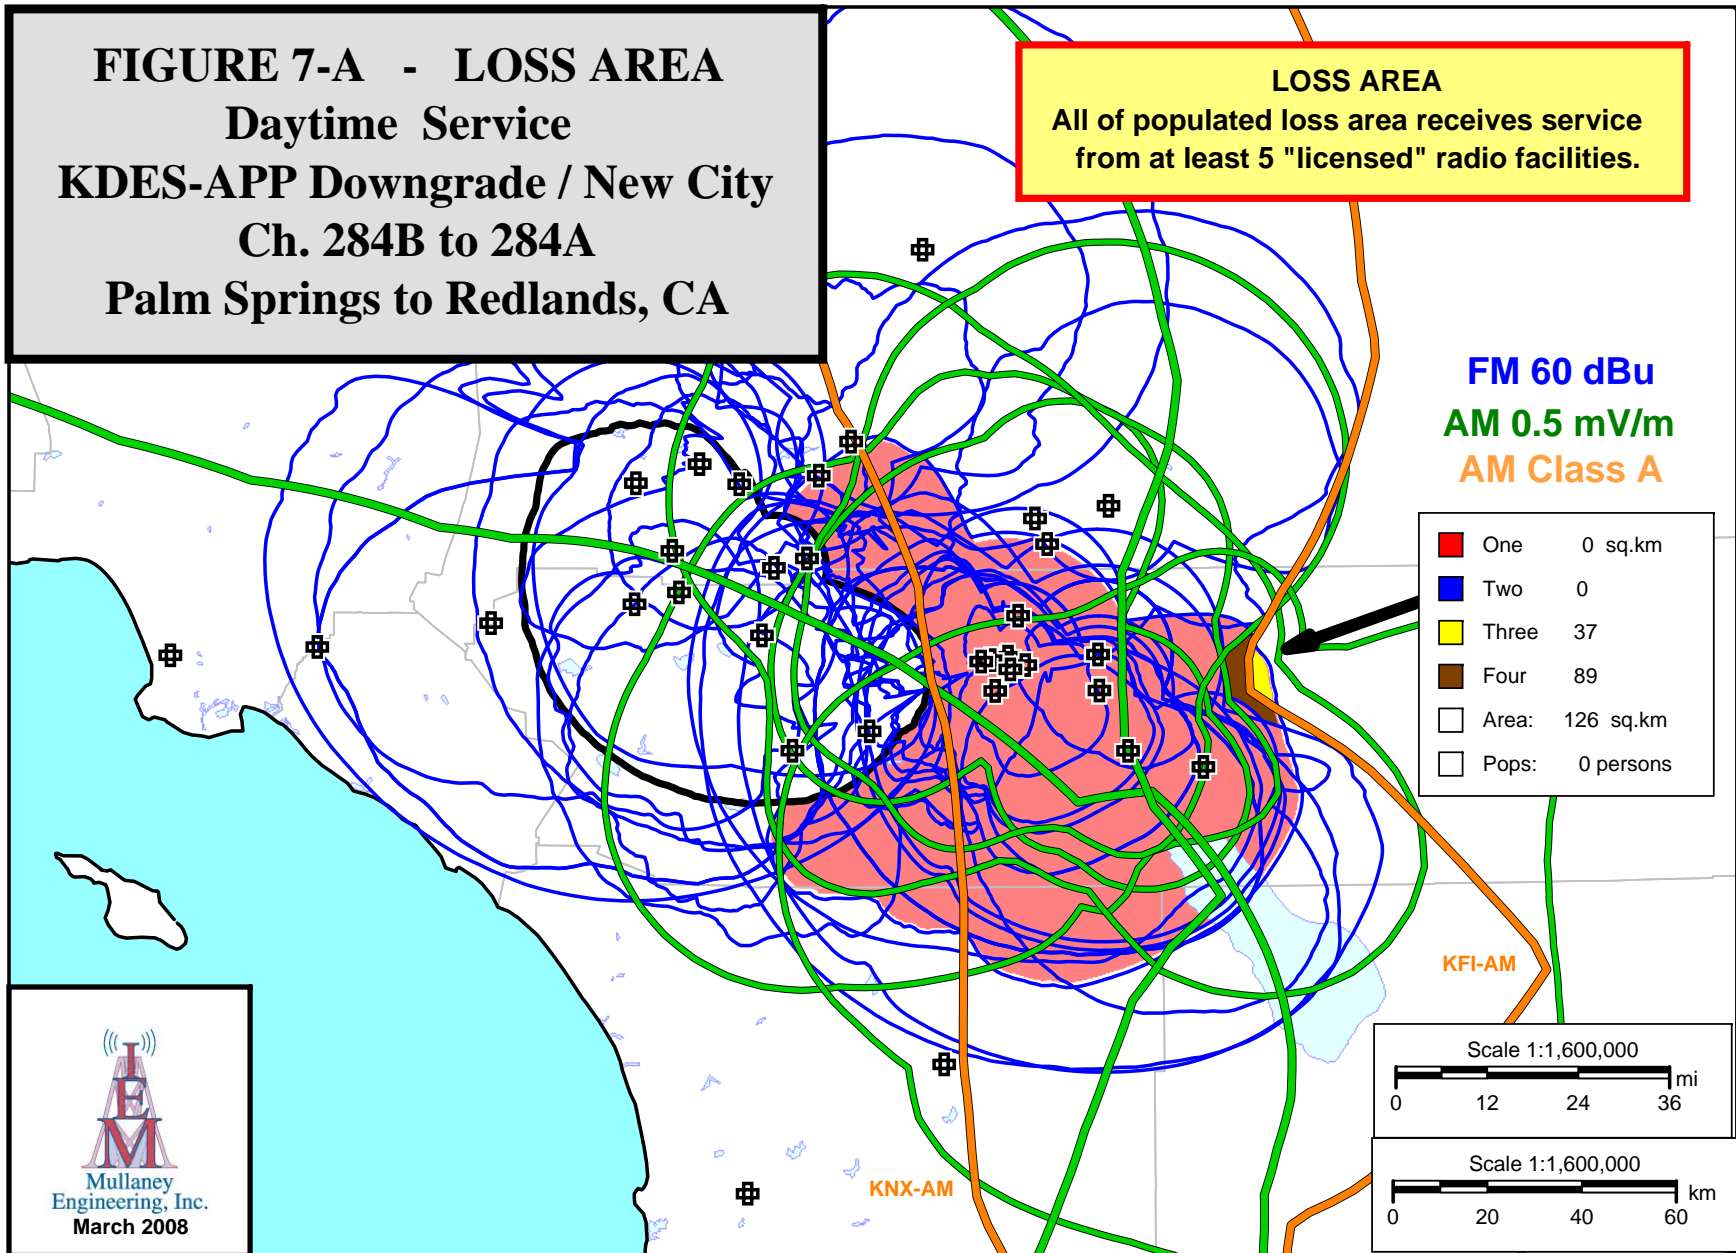 FIGURE 7-A - LOSS AREA
Daytime Service
KDES-APP Downgrade / New City
Ch. 284B to 284A
Palm Springs to Redlands, CA
LOSS AREA
All of populated loss area receives service
from at least 5 "licensed" radio facilities.
FM 60 dBu
AM 0.5 mV/m
AM Class A
One 0 sq.km
Two 0
Three 37
Four 89
Area: 126 sq.km
Pops: 0 persons
KFI-AM
KNX-AM
Scale 1:1,600,000
mi
0 12 24 36
Scale 1:1,600,000
km
0 20 40 60
I
E
M
Mullaney
Engineering, Inc.
March 2008